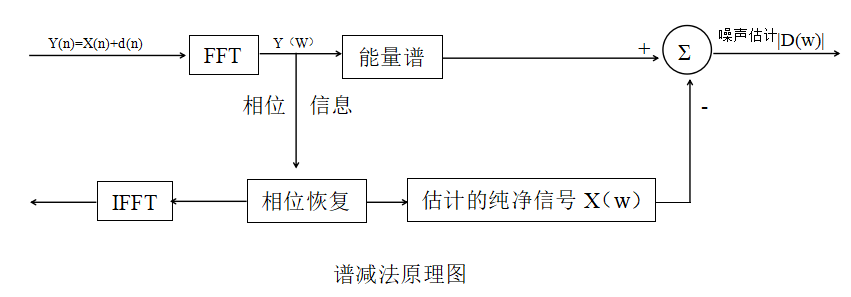 Y(n)=X(n)+d(n)
FFT
Y（W）
能量谱
+
Σ
噪声估计|D(w)|
相位
信息
-
IFFT
相位恢复
估计的纯净信号 X（w）
谱减法原理图